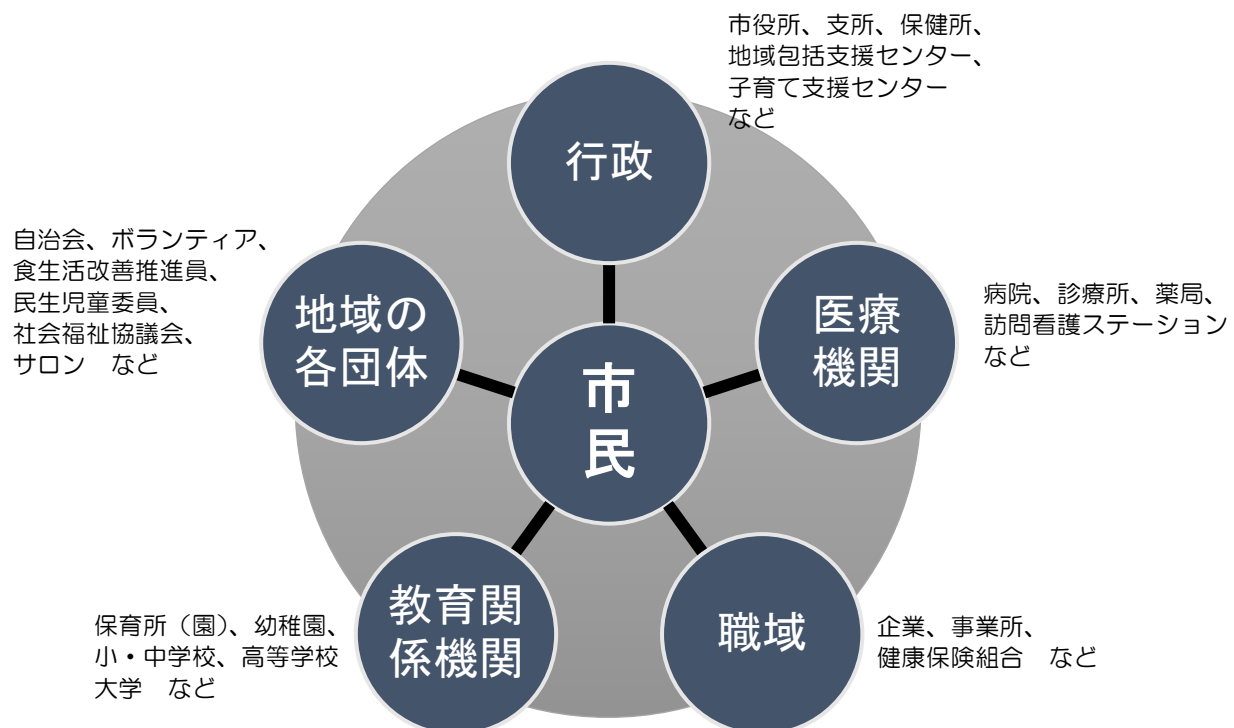 市役所、支所、保健所、
地域包括支援センター、
子育て支援センター
など
行政
自治会、ボランティア、
食生活改善推進員、
民生児童委員、
社会福祉協議会、
サロン　など
地域の
各団体
医療
機関
病院、診療所、薬局、
訪問看護ステーション
など
市
民
保育所（園）、幼稚園、
小・中学校、高等学校
大学　など
教育関
係機関
職域
企業、事業所、
健康保険組合　など